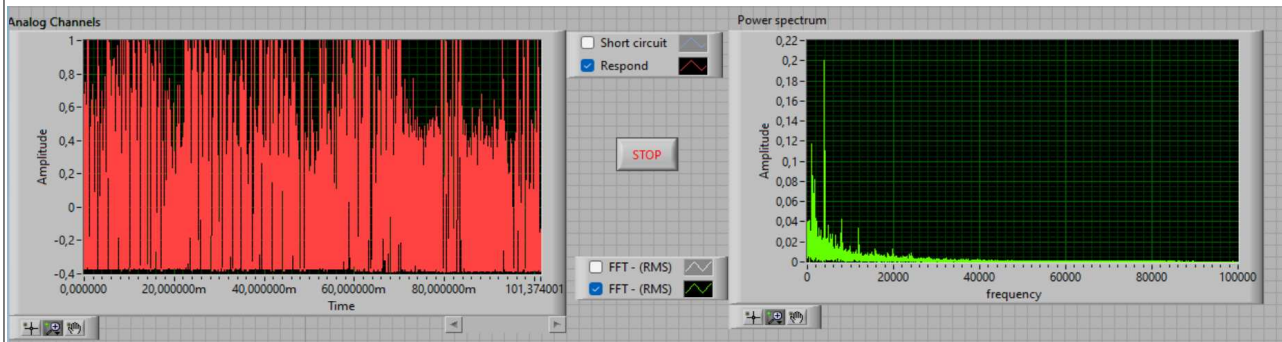 Analog Channels
1-
0,8-
0,6-
0,4-
0,2-
0-
-0,2-
-0,4-
Amplitude
0,000000 20,000000m 40,000000m 60,000000m 80,000000m 101,374001
Time
Short circuit
Respond
STOP
FFT - (RMS)
FFT - (RMS)
Power spectrum
0,22-
0,2-
0,18-
0,16-
0,14-
0,12-
0,1-
0,08-
0,06-
0,04-
0,02-
0-
Amplitude
0 20000 40000 60000 80000 100000
frequency